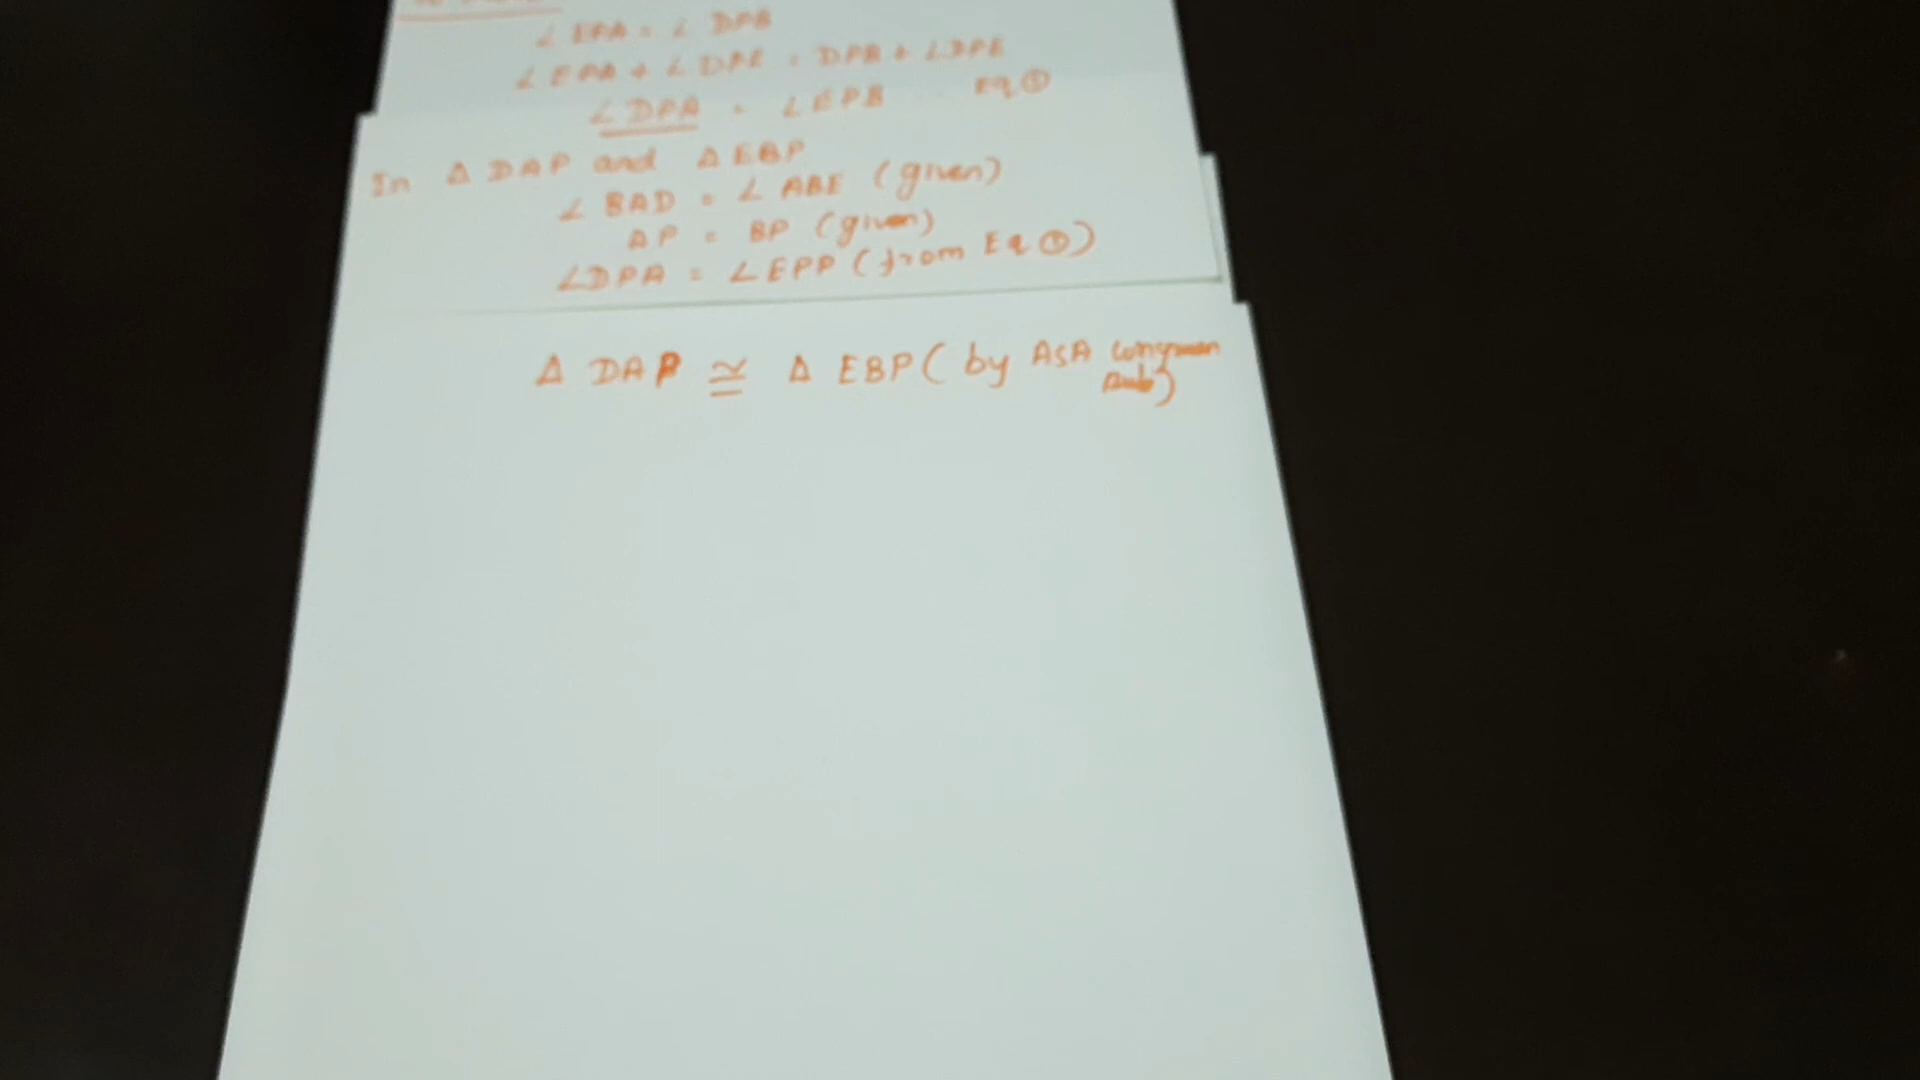 ∠ EPA = ∠ DPB
∠ EPA + ∠ DPE = DPB + ∠DPE
∠ DPA = ∠ EPB Eq ①
In Δ DAP and Δ EBP
∠ BAD = ∠ ABE (given)
AP = BP (given)
∠DPA = ∠EPP (from Eq ①)
Δ DAP ≅ Δ EBP ( by ASA
)